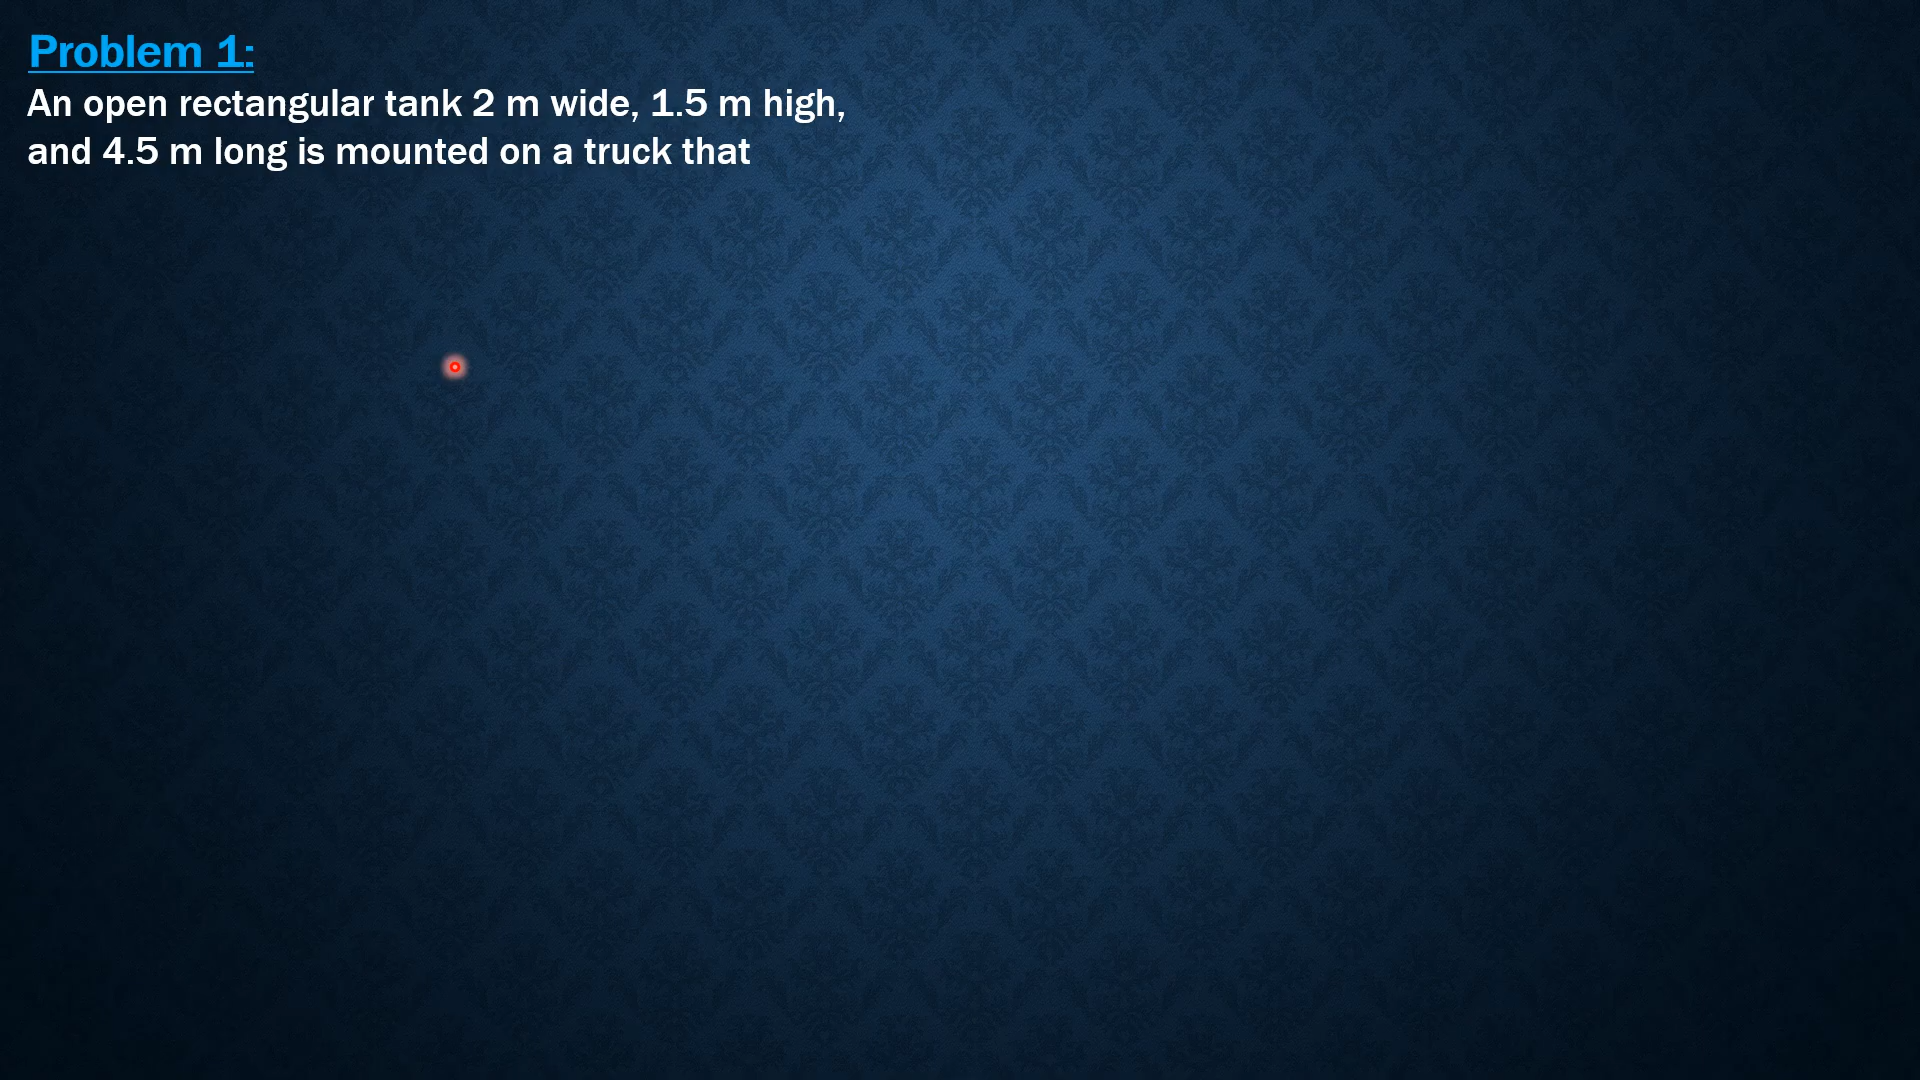 Problem 1:
An open rectangular tank 2 m wide, 1.5 m high,
and 4.5 m long is mounted on a truck that